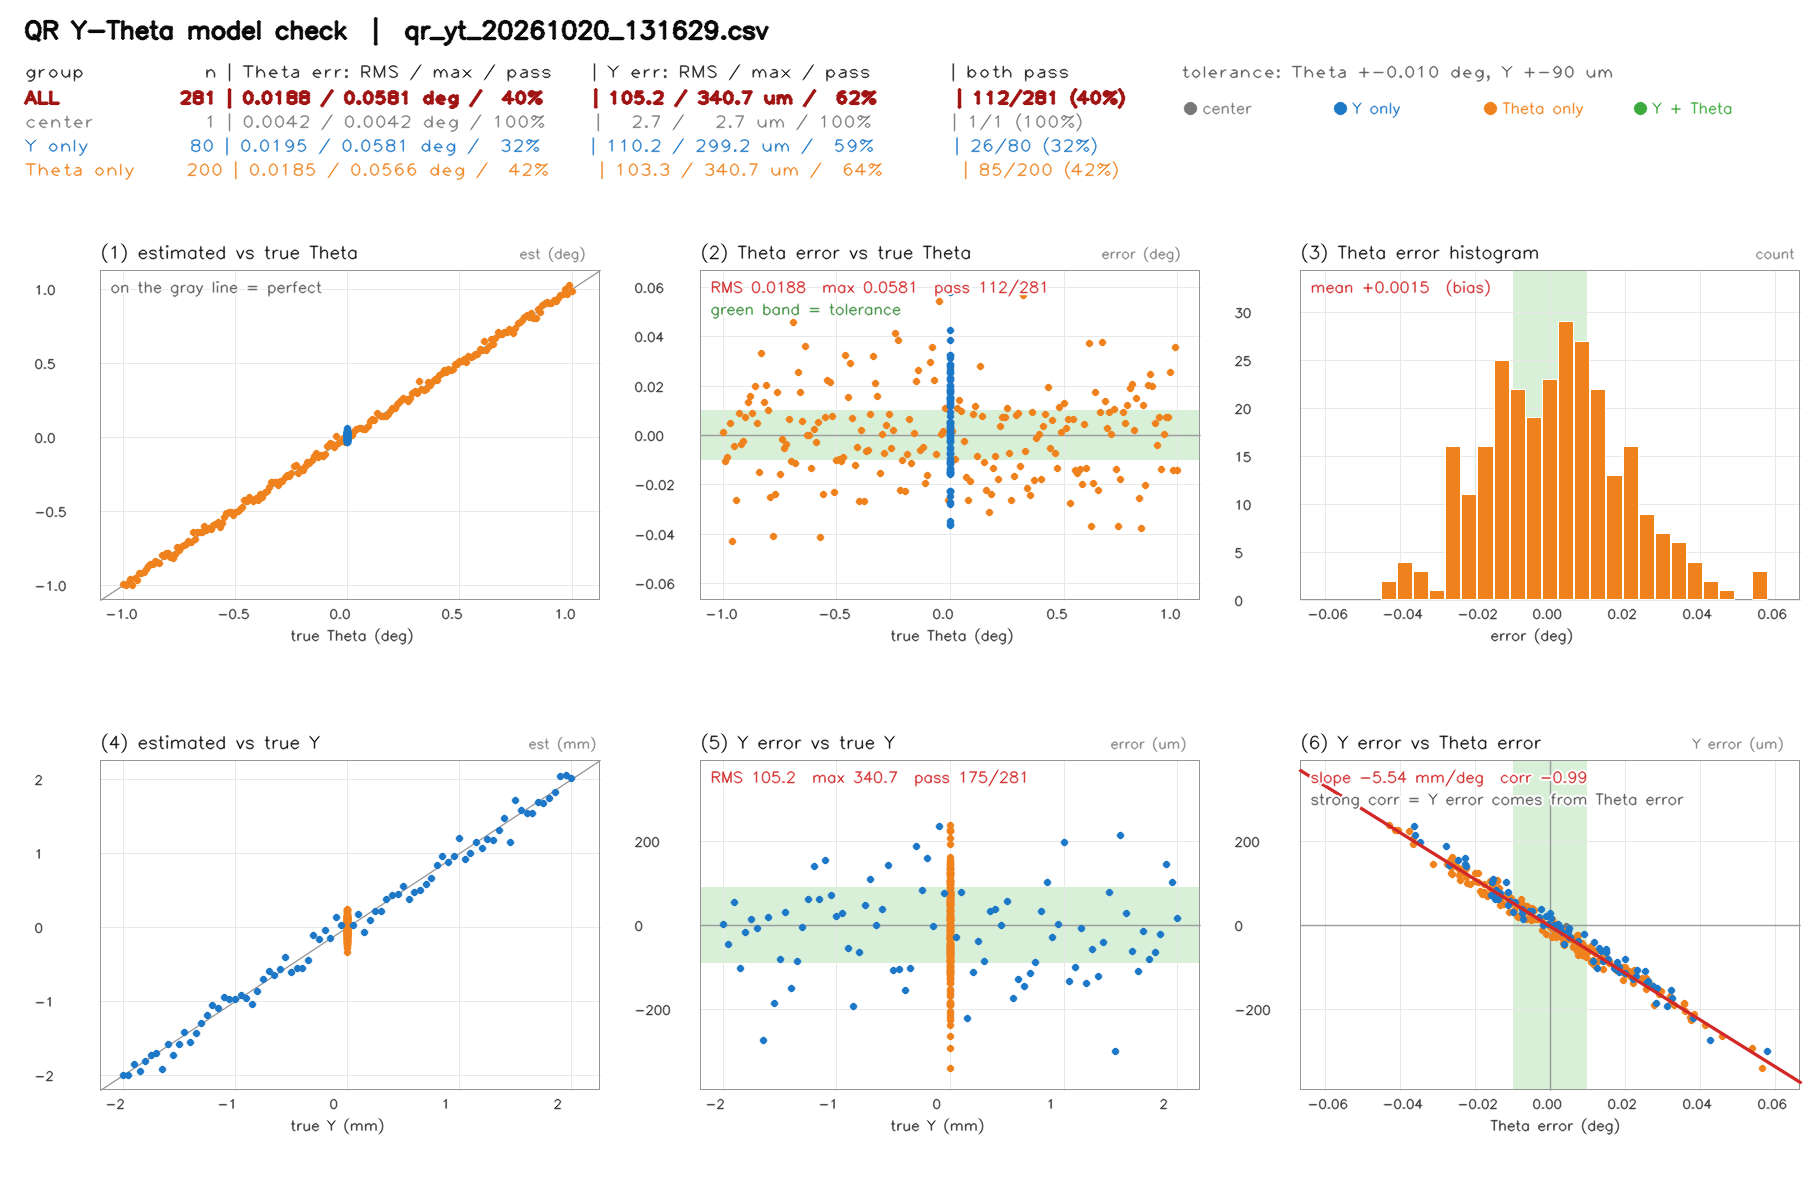 QR Y-Theta model check | qr_yt_20261020_131629.csv
group n | Theta err: RMS / max / pass | Y err: RMS / max / pass | both pass
ALL 281 | 0.0188 / 0.0581 deg / 40% | 105.2 / 340.7 um / 62% | 112/281 (40%)
center 1 | 0.0042 / 0.0042 deg / 100% | 2.7 / 2.7 um / 100% | 1/1 (100%)
Y only 80 | 0.0195 / 0.0581 deg / 32% | 110.2 / 299.2 um / 59% | 26/80 (32%)
Theta only 200 | 0.0185 / 0.0566 deg / 42% | 103.3 / 340.7 um / 64% | 85/200 (42%)
tolerance: Theta +-0.010 deg, Y +-90 um
center Y only Theta only Y + Theta
(1) estimated vs true Theta est (deg)
on the gray line = perfect
1.0
0.5
0.0
-0.5
-1.0
-1.0 -0.5 0.0 0.5 1.0
true Theta (deg)
(2) Theta error vs true Theta error (deg)
RMS 0.0188 max 0.0581 pass 112/281
green band = tolerance
0.06
0.04
0.02
0.00
-0.02
-0.04
-0.06
-1.0 -0.5 0.0 0.5 1.0
true Theta (deg)
(3) Theta error histogram count
mean +0.0015 (bias)
30
25
20
15
10
5
0
-0.06 -0.04 -0.02 0.00 0.02 0.04 0.06
error (deg)
(4) estimated vs true Y est (mm)
2
1
0
-1
-2
-2 -1 0 1 2
true Y (mm)
(5) Y error vs true Y error (um)
RMS 105.2 max 340.7 pass 175/281
200
0
-200
-2 -1 0 1 2
true Y (mm)
(6) Y error vs Theta error Y error (um)
slope -5.54 mm/deg corr -0.99
strong corr = Y error comes from Theta error
200
0
-200
-0.06 -0.04 -0.02 0.00 0.02 0.04 0.06
Theta error (deg)